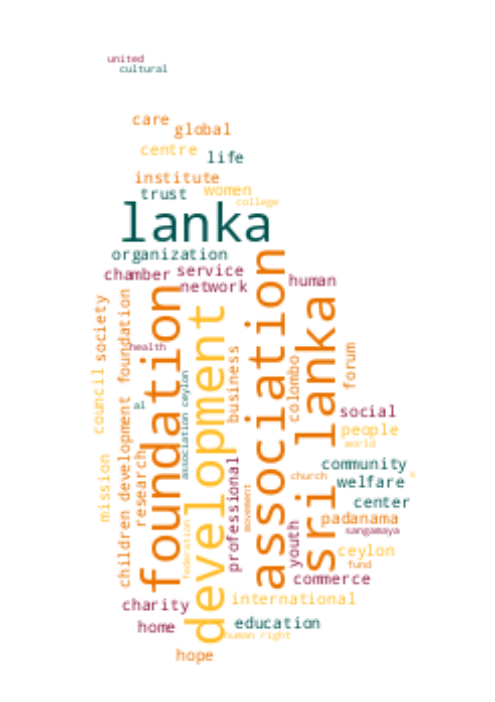 united
cultural
care
global
centre
life
institute
trust
women
college
lanka
organization
chamber
service
network
human
society
council
foundation
children development
health
foundation
development
association
sri lanka
business
colombo
forum
al
association ceylon
social
people
world
mission
research
professional
movement
church
community
welfare
s
center
federation
youth
padanama
sangamaya
ceylon
fund
commerce
charity
international
home
education
human right
hope